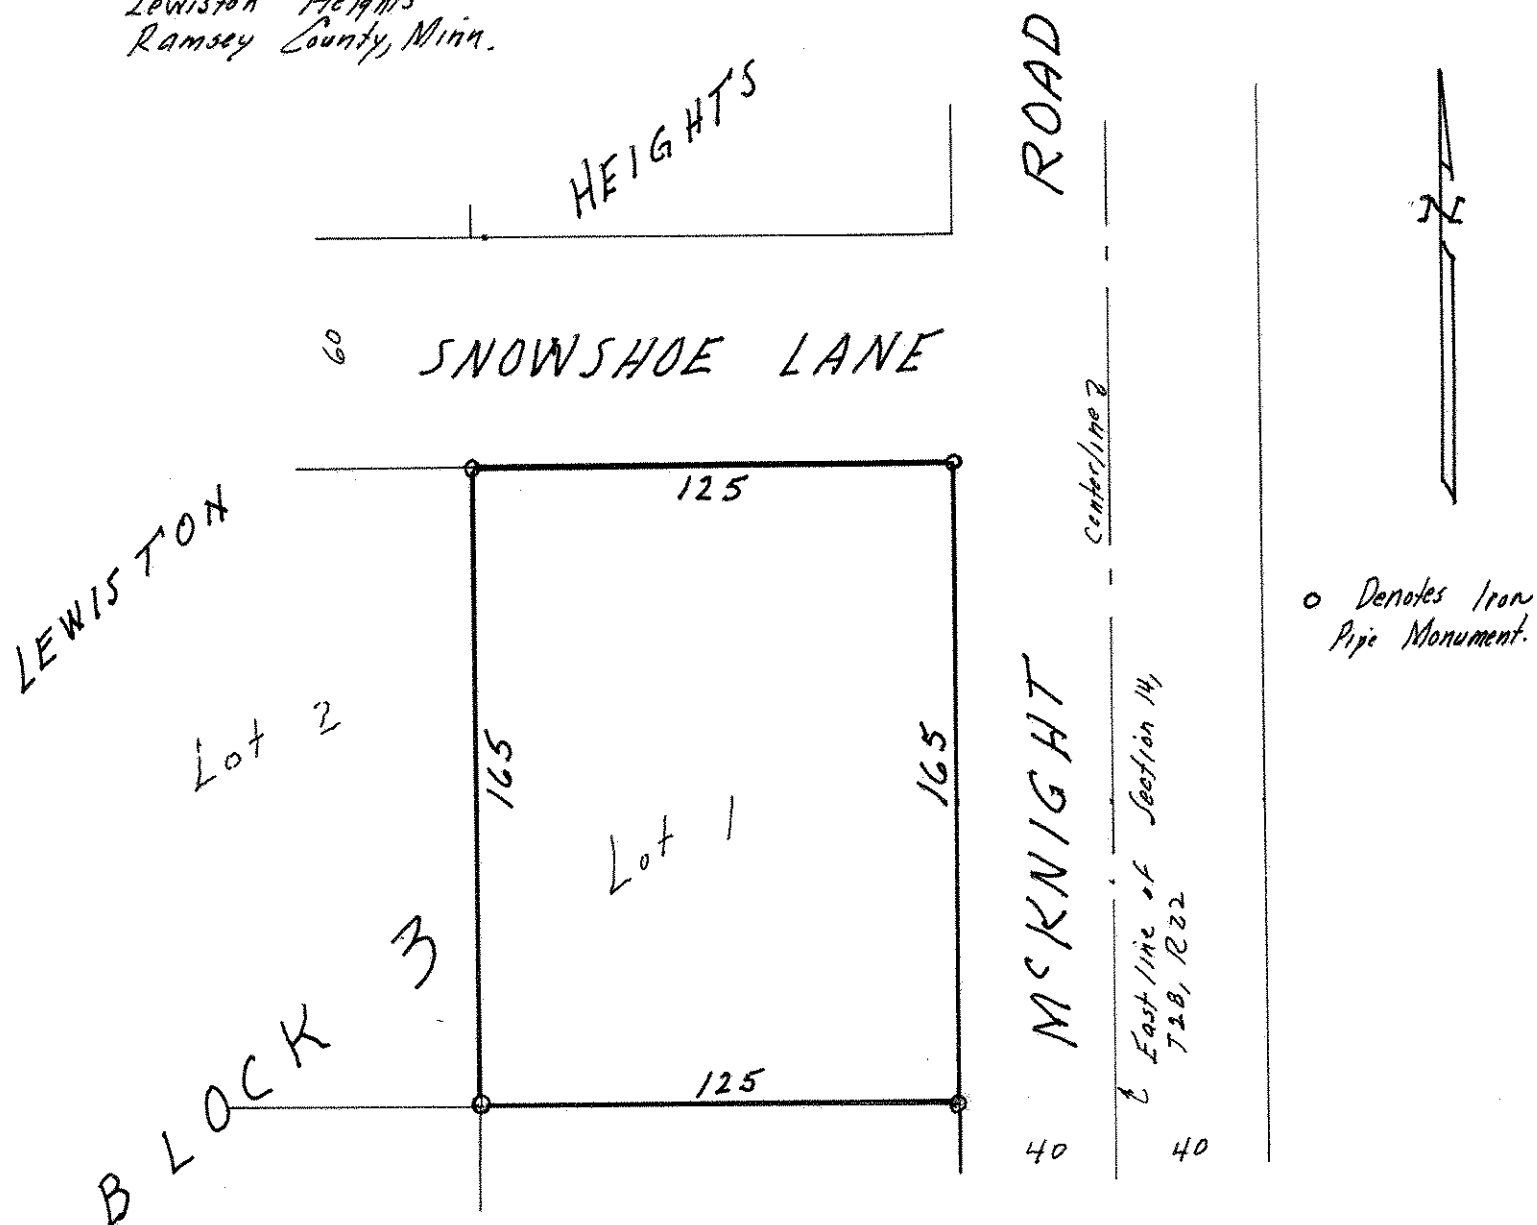 Lewiston Heights
Ramsey County, Minn.
HEIGHTS
ROAD
N
60
SNOWSHOE LANE
centerline
LEWISTON
125
o Denotes Iron
Pipe Monument.
Lot 2
165
165
Lot 1
McKNIGHT
East line of Section 14,
T28, R22
BLOCK 3
125
40
40